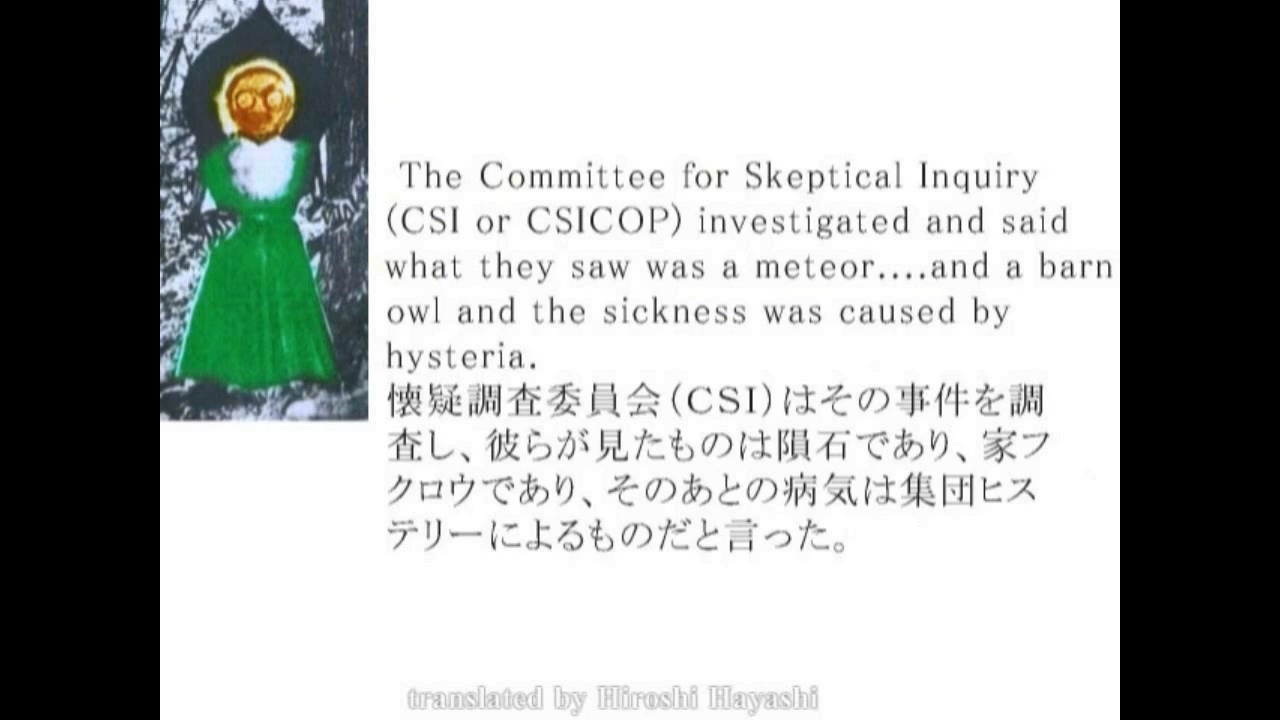 The Committee for Skeptical Inquiry
(CSI or CSICOP) investigated and said
what they saw was a meteor....and a barn
owl and the sickness was caused by
hysteria.
懐疑調査委員会(CSI)はその事件を調
査し、彼らが見たものは隕石であり、家フ
クロウであり、そのあとの病気は集団ヒス
テリーによるものだと言った。
translated by Hiroshi Hayashi